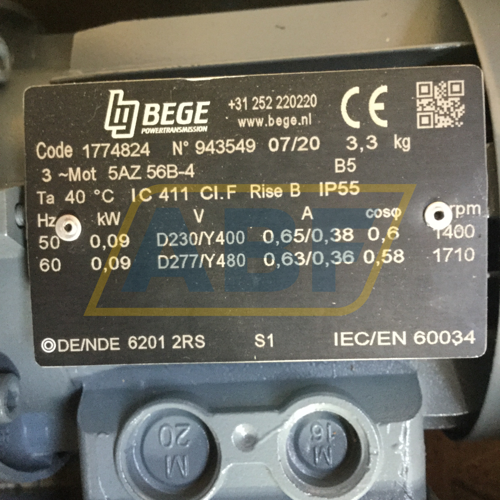 BEGE
POWERTRANSMISSION
+31 252 220220
www.bege.nl
CE
Code 1774824 N° 943549 07/20 3,3 kg
3 ~Mot 5AZ 56B-4 B5
Ta 40 °C IC 411 Cl.F Rise B IP55
Hz kW V A cosφ rpm
50 0,09 D230/Y400 0,65/0,38 0,6 1400
60 0,09 D277/Y480 0,63/0,36 0,58 1710
DE/NDE 6201 2RS S1 IEC/EN 60034
ABF
M 20
M 16